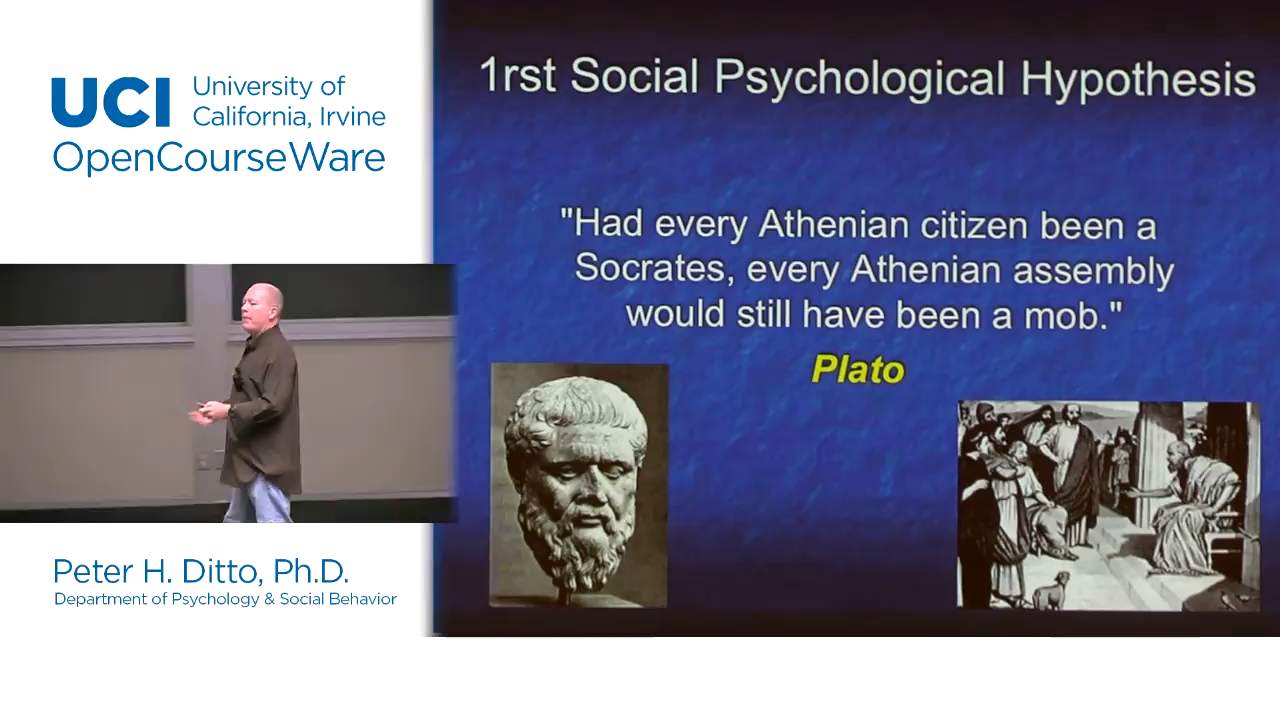 UCI
University of
California, Irvine
OpenCourseWare
1rst Social Psychological Hypothesis
"Had every Athenian citizen been a
Socrates, every Athenian assembly
would still have been a mob."
Plato
Peter H. Ditto, Ph.D.
Department of Psychology & Social Behavior